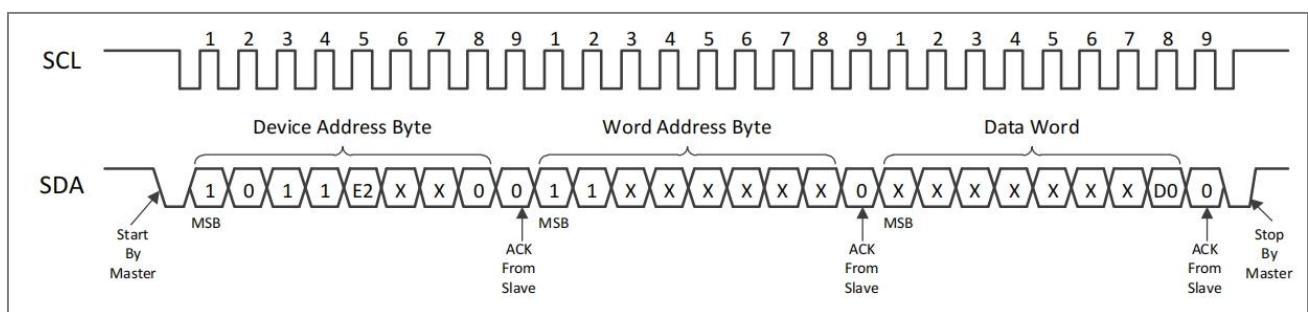 SCL 1 2 3 4 5 6 7 8 9 1 2 3 4 5 6 7 8 9 1 2 3 4 5 6 7 8 9
Device Address Byte Word Address Byte Data Word
SDA 1 0 1 1 E2 X X 0 0 1 1 X X X X X X 0 X X X X X X X D0 0
MSB MSB MSB
Start
By
Master
ACK
From
Slave
ACK
From
Slave
ACK
From
Slave
Stop
By
Master